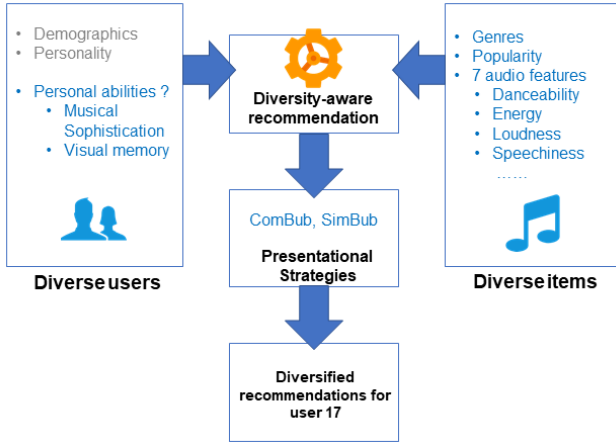 • Demographics
• Personality
• Personal abilities ?
• Musical
Sophistication
• Visual memory
Diverse users
Diversity-aware
recommendation
• Genres
• Popularity
• 7 audio features
• Danceability
• Energy
• Loudness
• Speechiness
......
Diverse items
ComBub, SimBub
Presentational
Strategies
Diversified
recommendations for
user 17